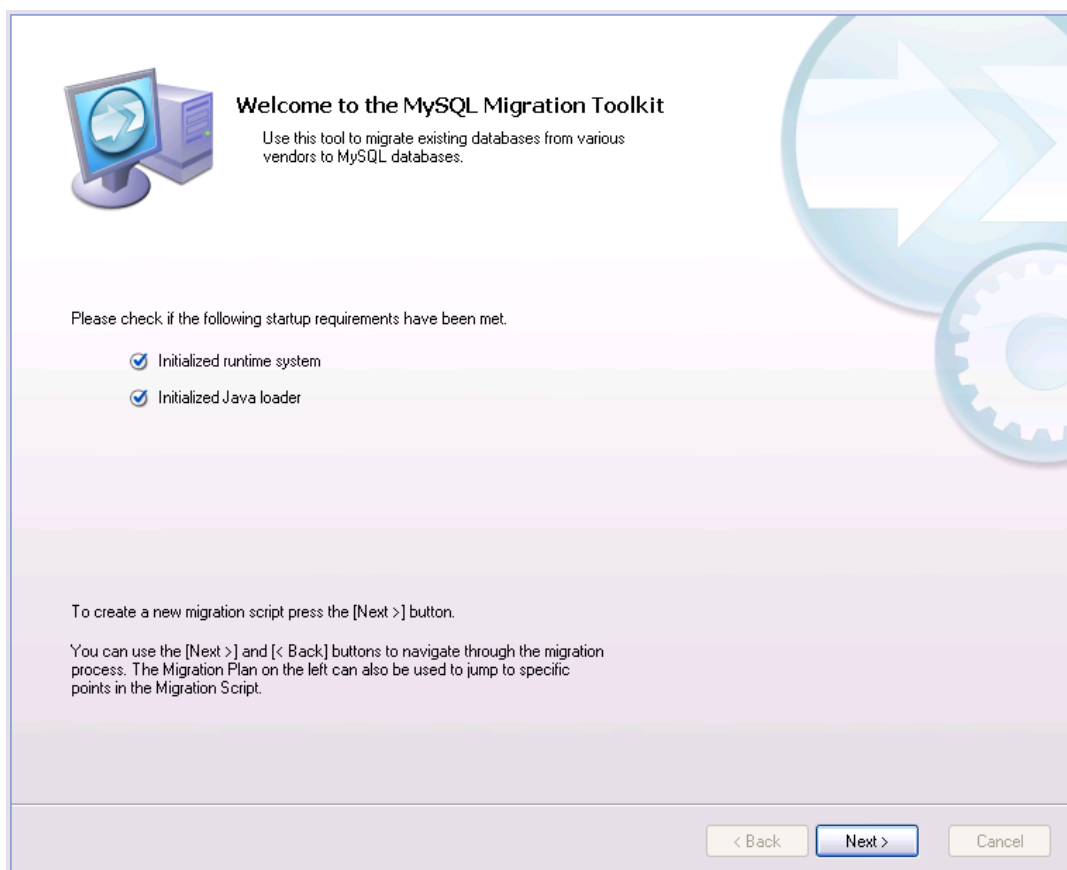 Welcome to the MySQL Migration Toolkit
Use this tool to migrate existing databases from various
vendors to MySQL databases.
Please check if the following startup requirements have been met.
Initialized runtime system
Initialized Java loader
To create a new migration script press the [Next >] button.
You can use the [Next >] and [< Back] buttons to navigate through the migration
process. The Migration Plan on the left can also be used to jump to specific
points in the Migration Script.
< Back Next > Cancel